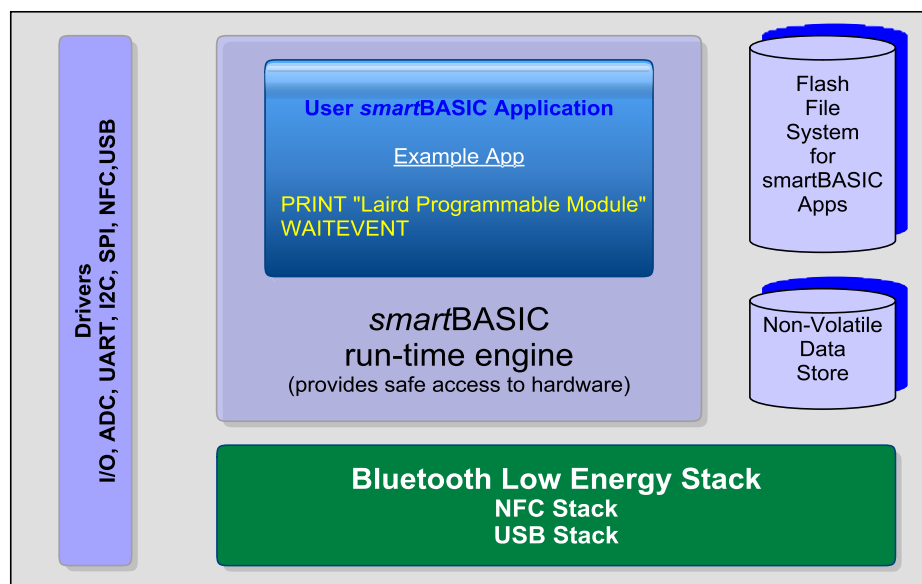 Drivers
I/O, ADC, UART, I2C, SPI, NFC,USB
User smartBASIC Application
Example App
PRINT "Laird Programmable Module"
WAITEVENT
smartBASIC
run-time engine
(provides safe access to hardware)
Flash
File
System
for
smartBASIC
Apps
Non-Volatile
Data
Store
Bluetooth Low Energy Stack
NFC Stack
USB Stack